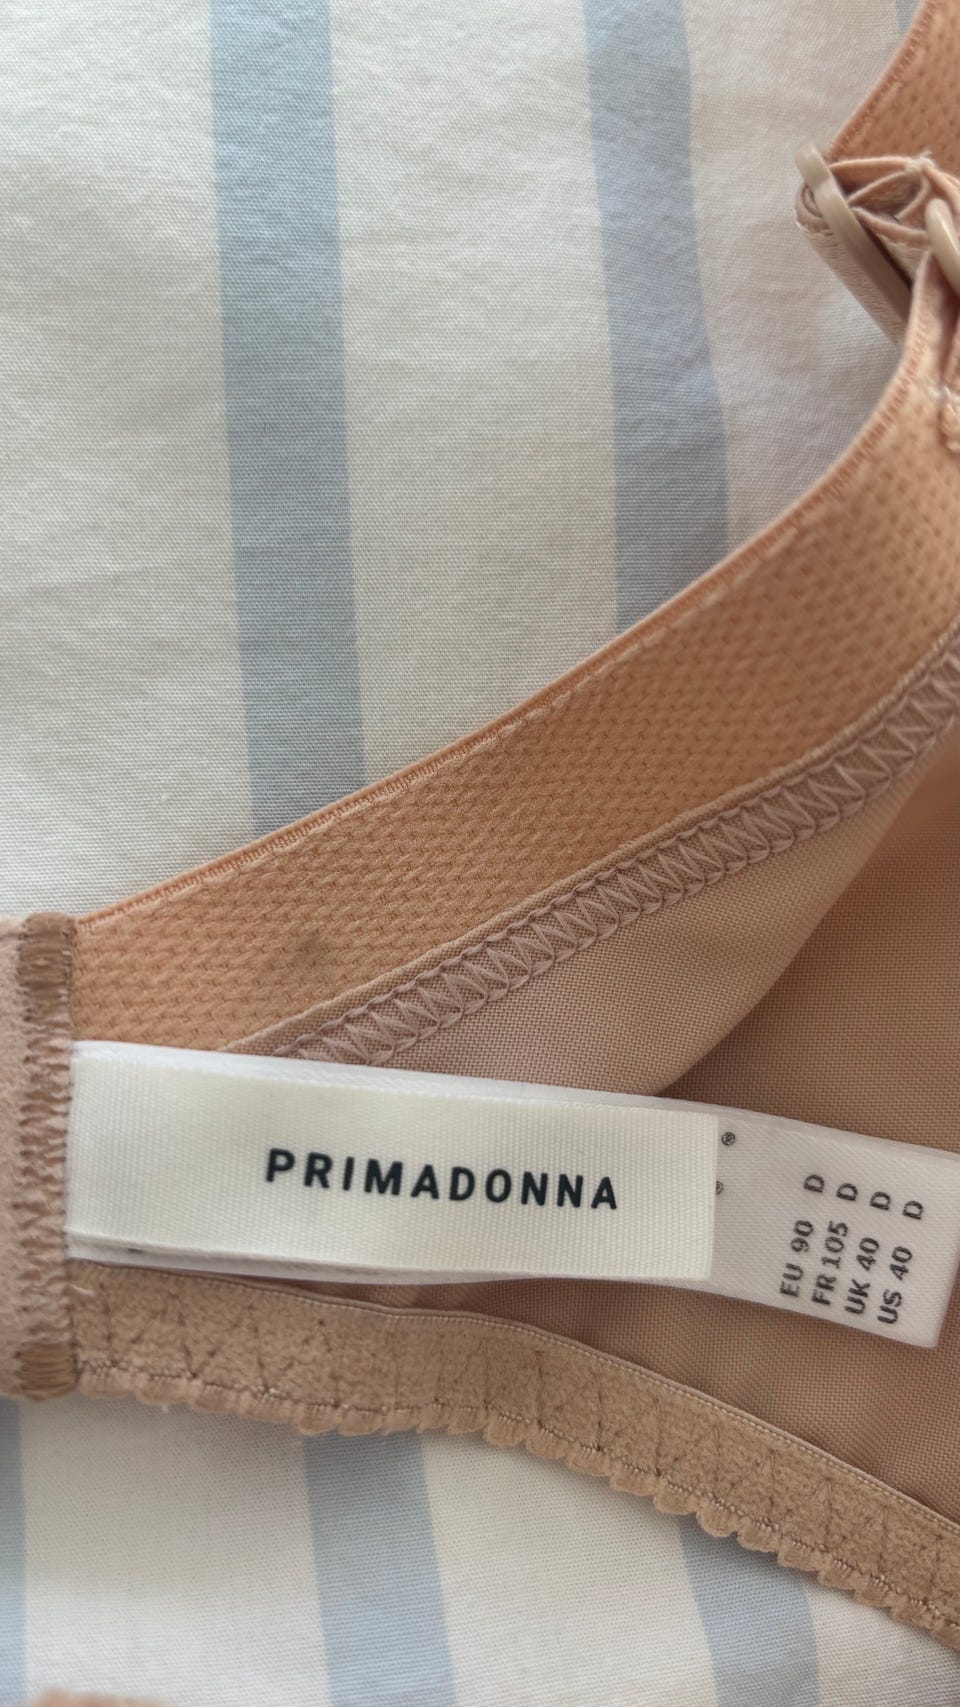 PRIMADONNA
®
®
EU 90 D
FR 105 D
UK 40 D
US 40 D